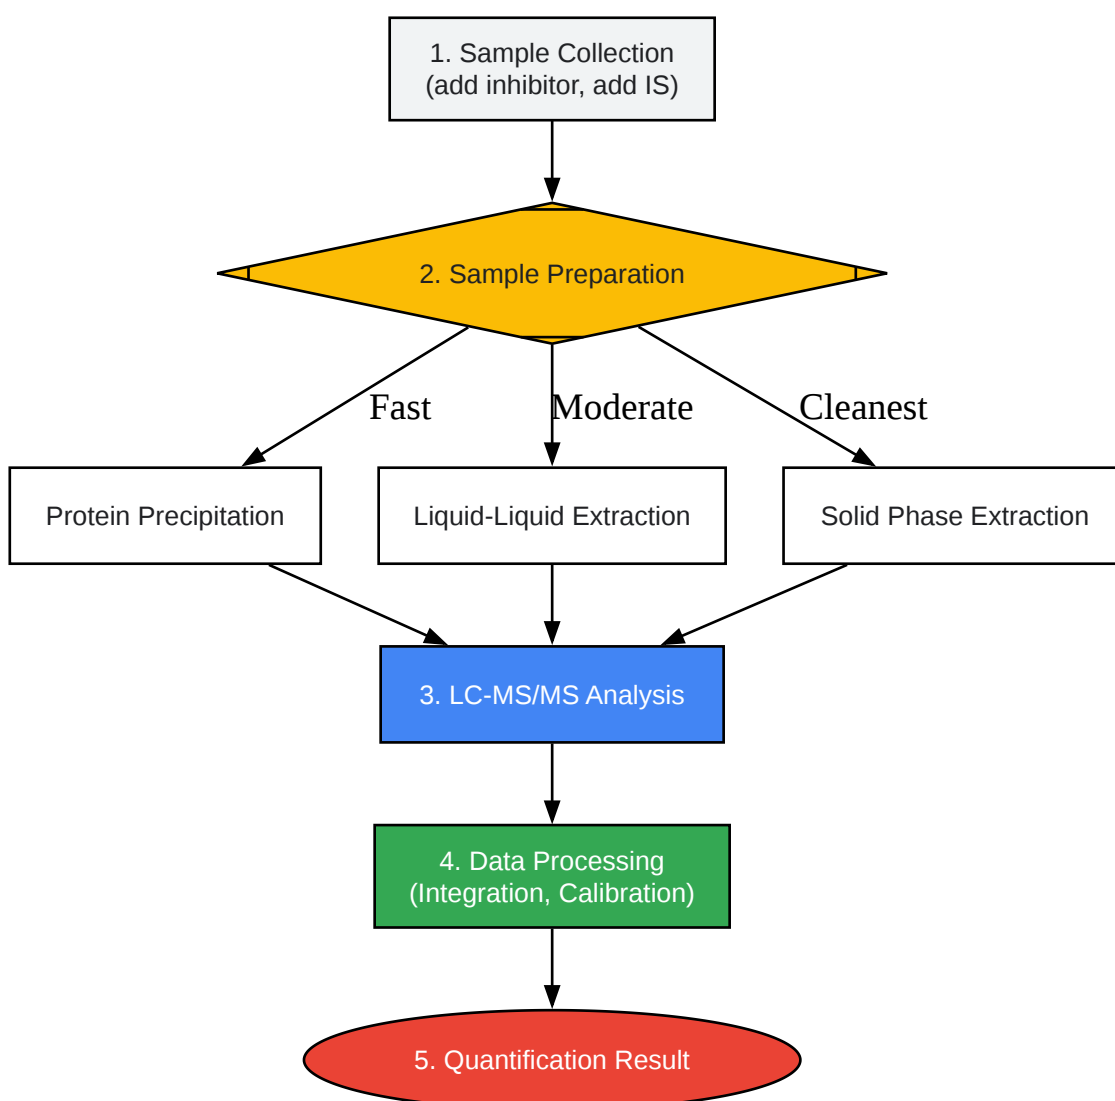 1. Sample Collection
(add inhibitor, add IS)
2. Sample Preparation
Fast
Moderate
Cleanest
Protein Precipitation
Liquid-Liquid Extraction
Solid Phase Extraction
3. LC-MS/MS Analysis
4. Data Processing
(Integration, Calibration)
5. Quantification Result